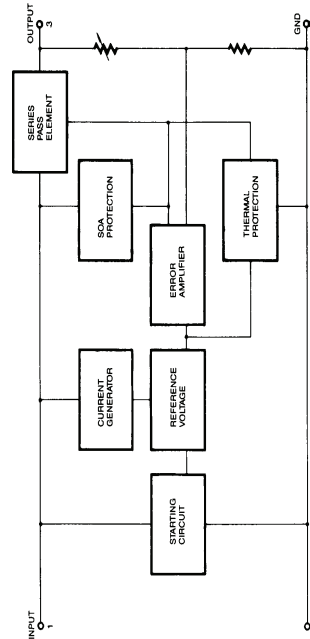 INPUT
1
OUTPUT
3
SERIES
PASS
ELEMENT
CURRENT
GENERATOR
SOA
PROTECTION
STARTING
CIRCUIT
REFERENCE
VOLTAGE
ERROR
AMPLIFIER
THERMAL
PROTECTION
GND